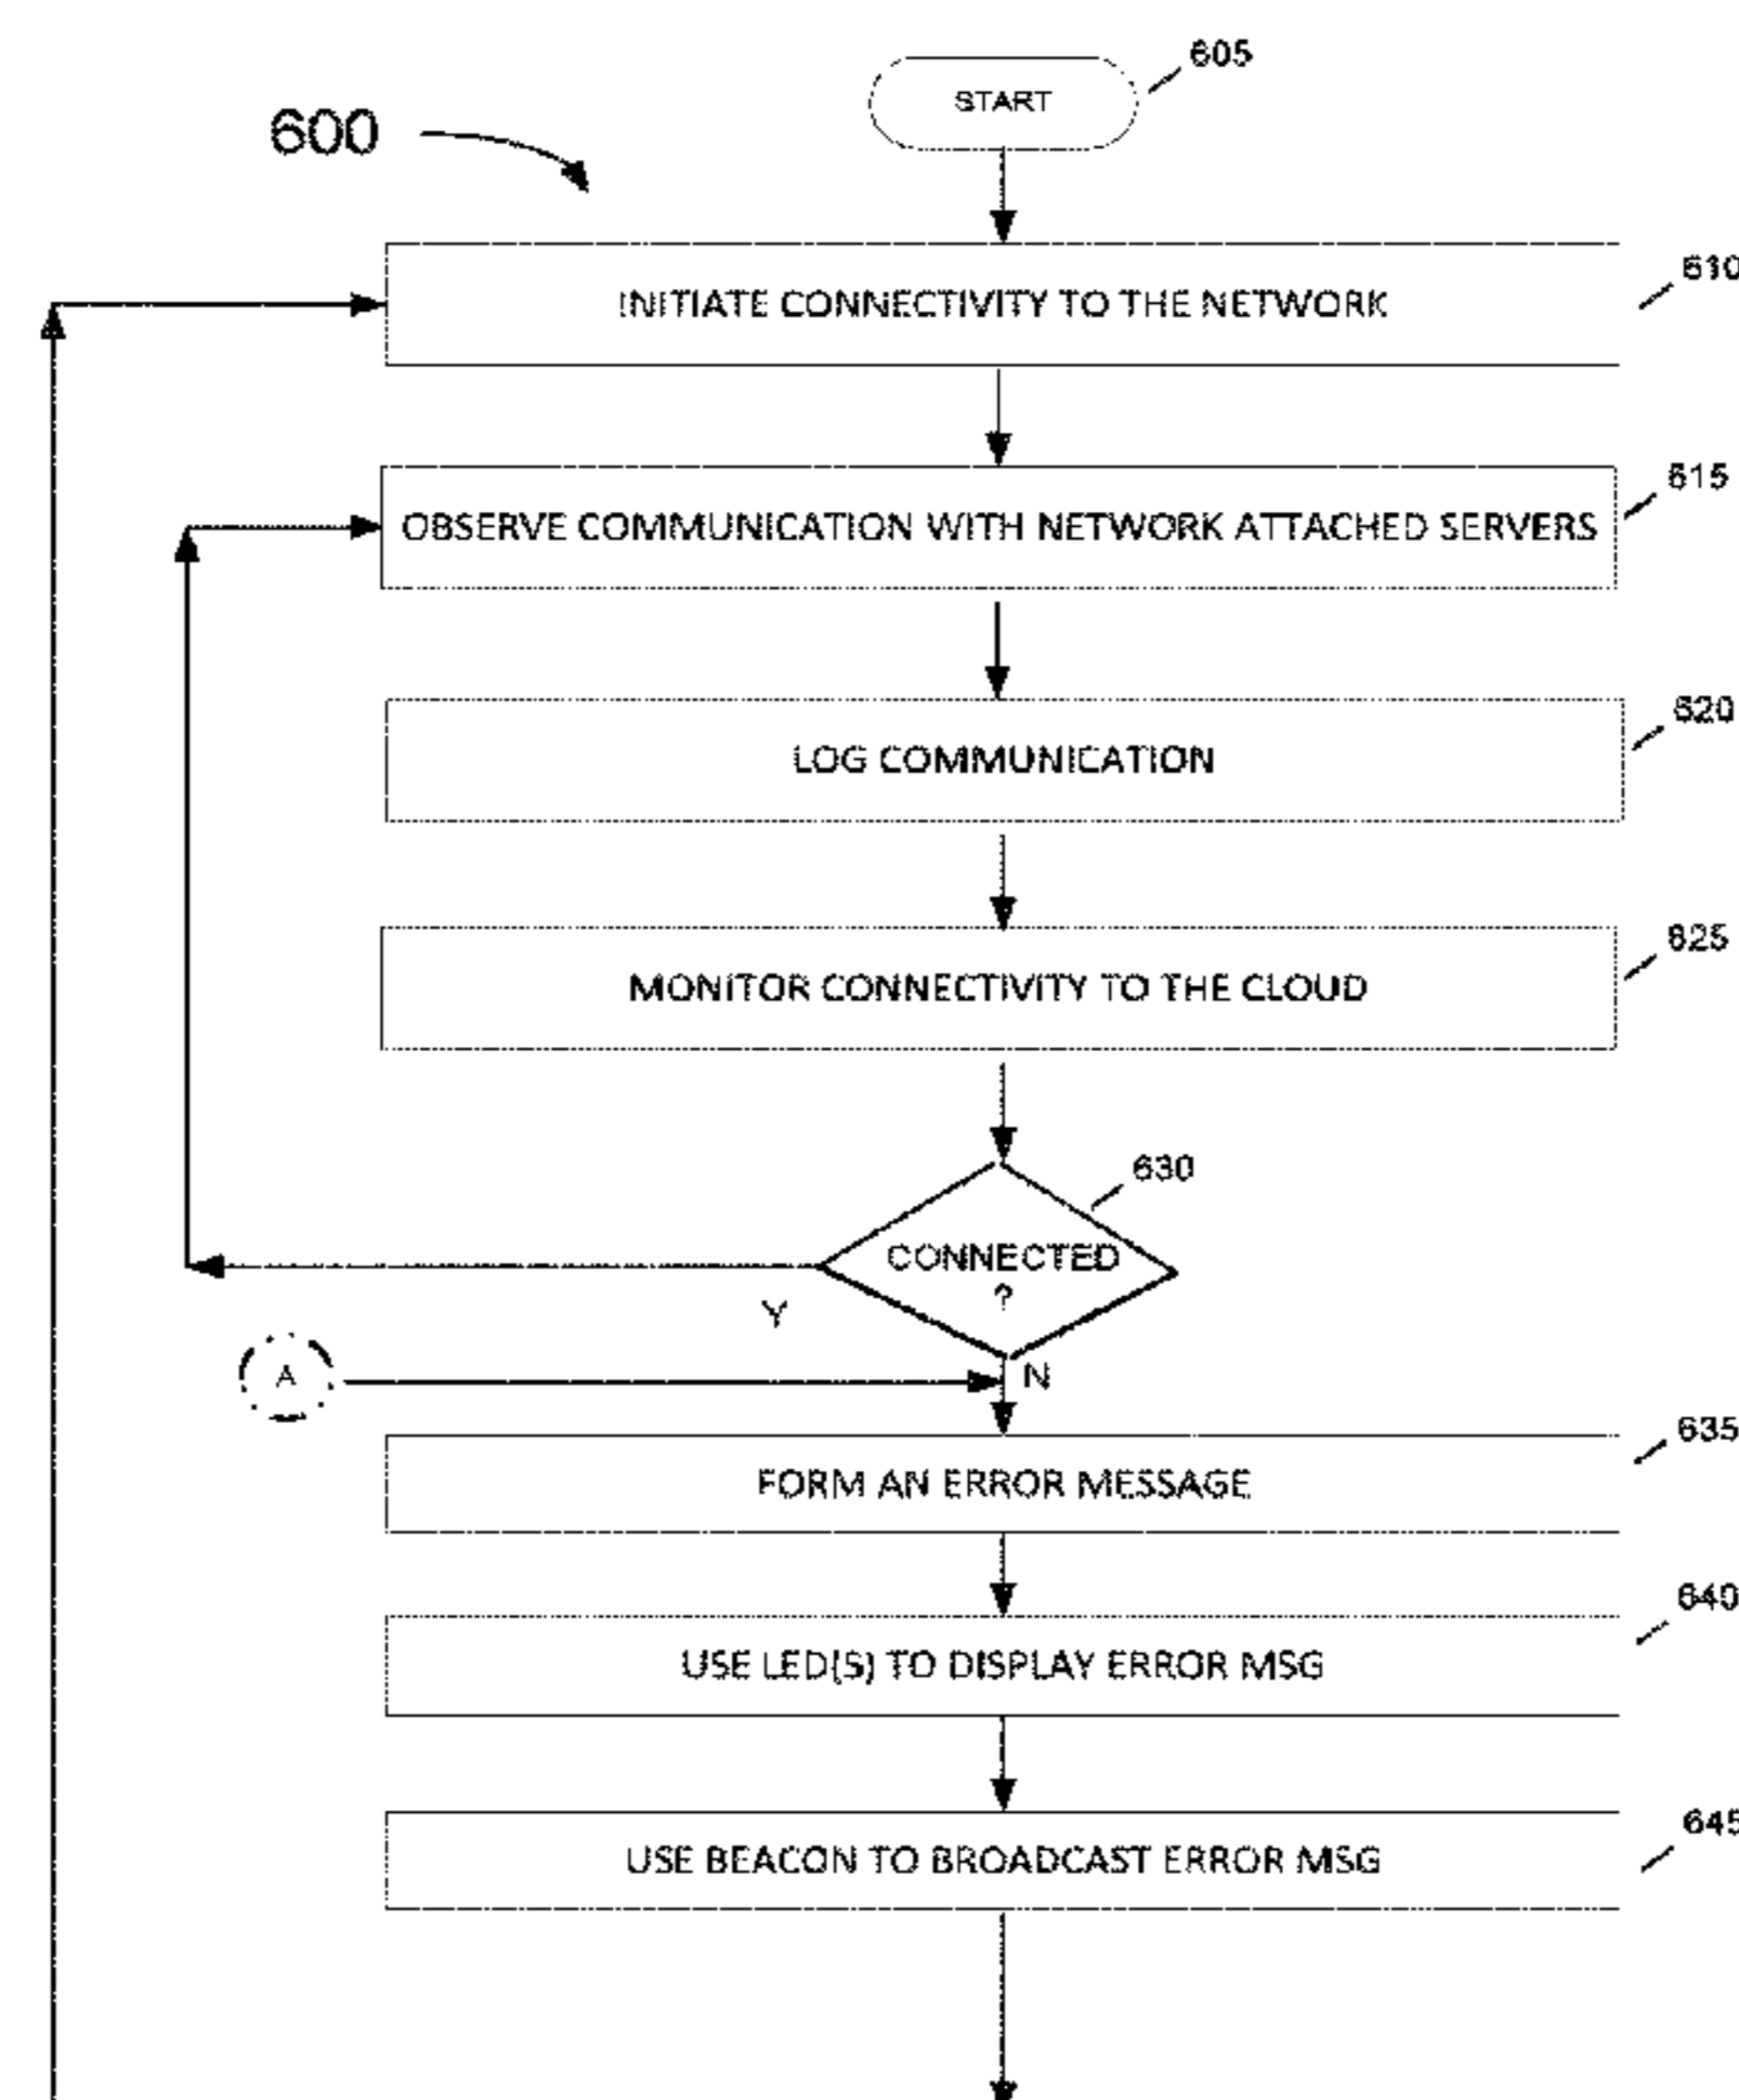 605
START
600
610
INITIATE CONNECTIVITY TO THE NETWORK
615
OBSERVE COMMUNICATION WITH NETWORK ATTACHED SERVERS
620
LOG COMMUNICATION
625
MONITOR CONNECTIVITY TO THE CLOUD
630
CONNECTED
?
Y
A
N
635
FORM AN ERROR MESSAGE
640
USE LED(S) TO DISPLAY ERROR MSG
645
USE BEACON TO BROADCAST ERROR MSG